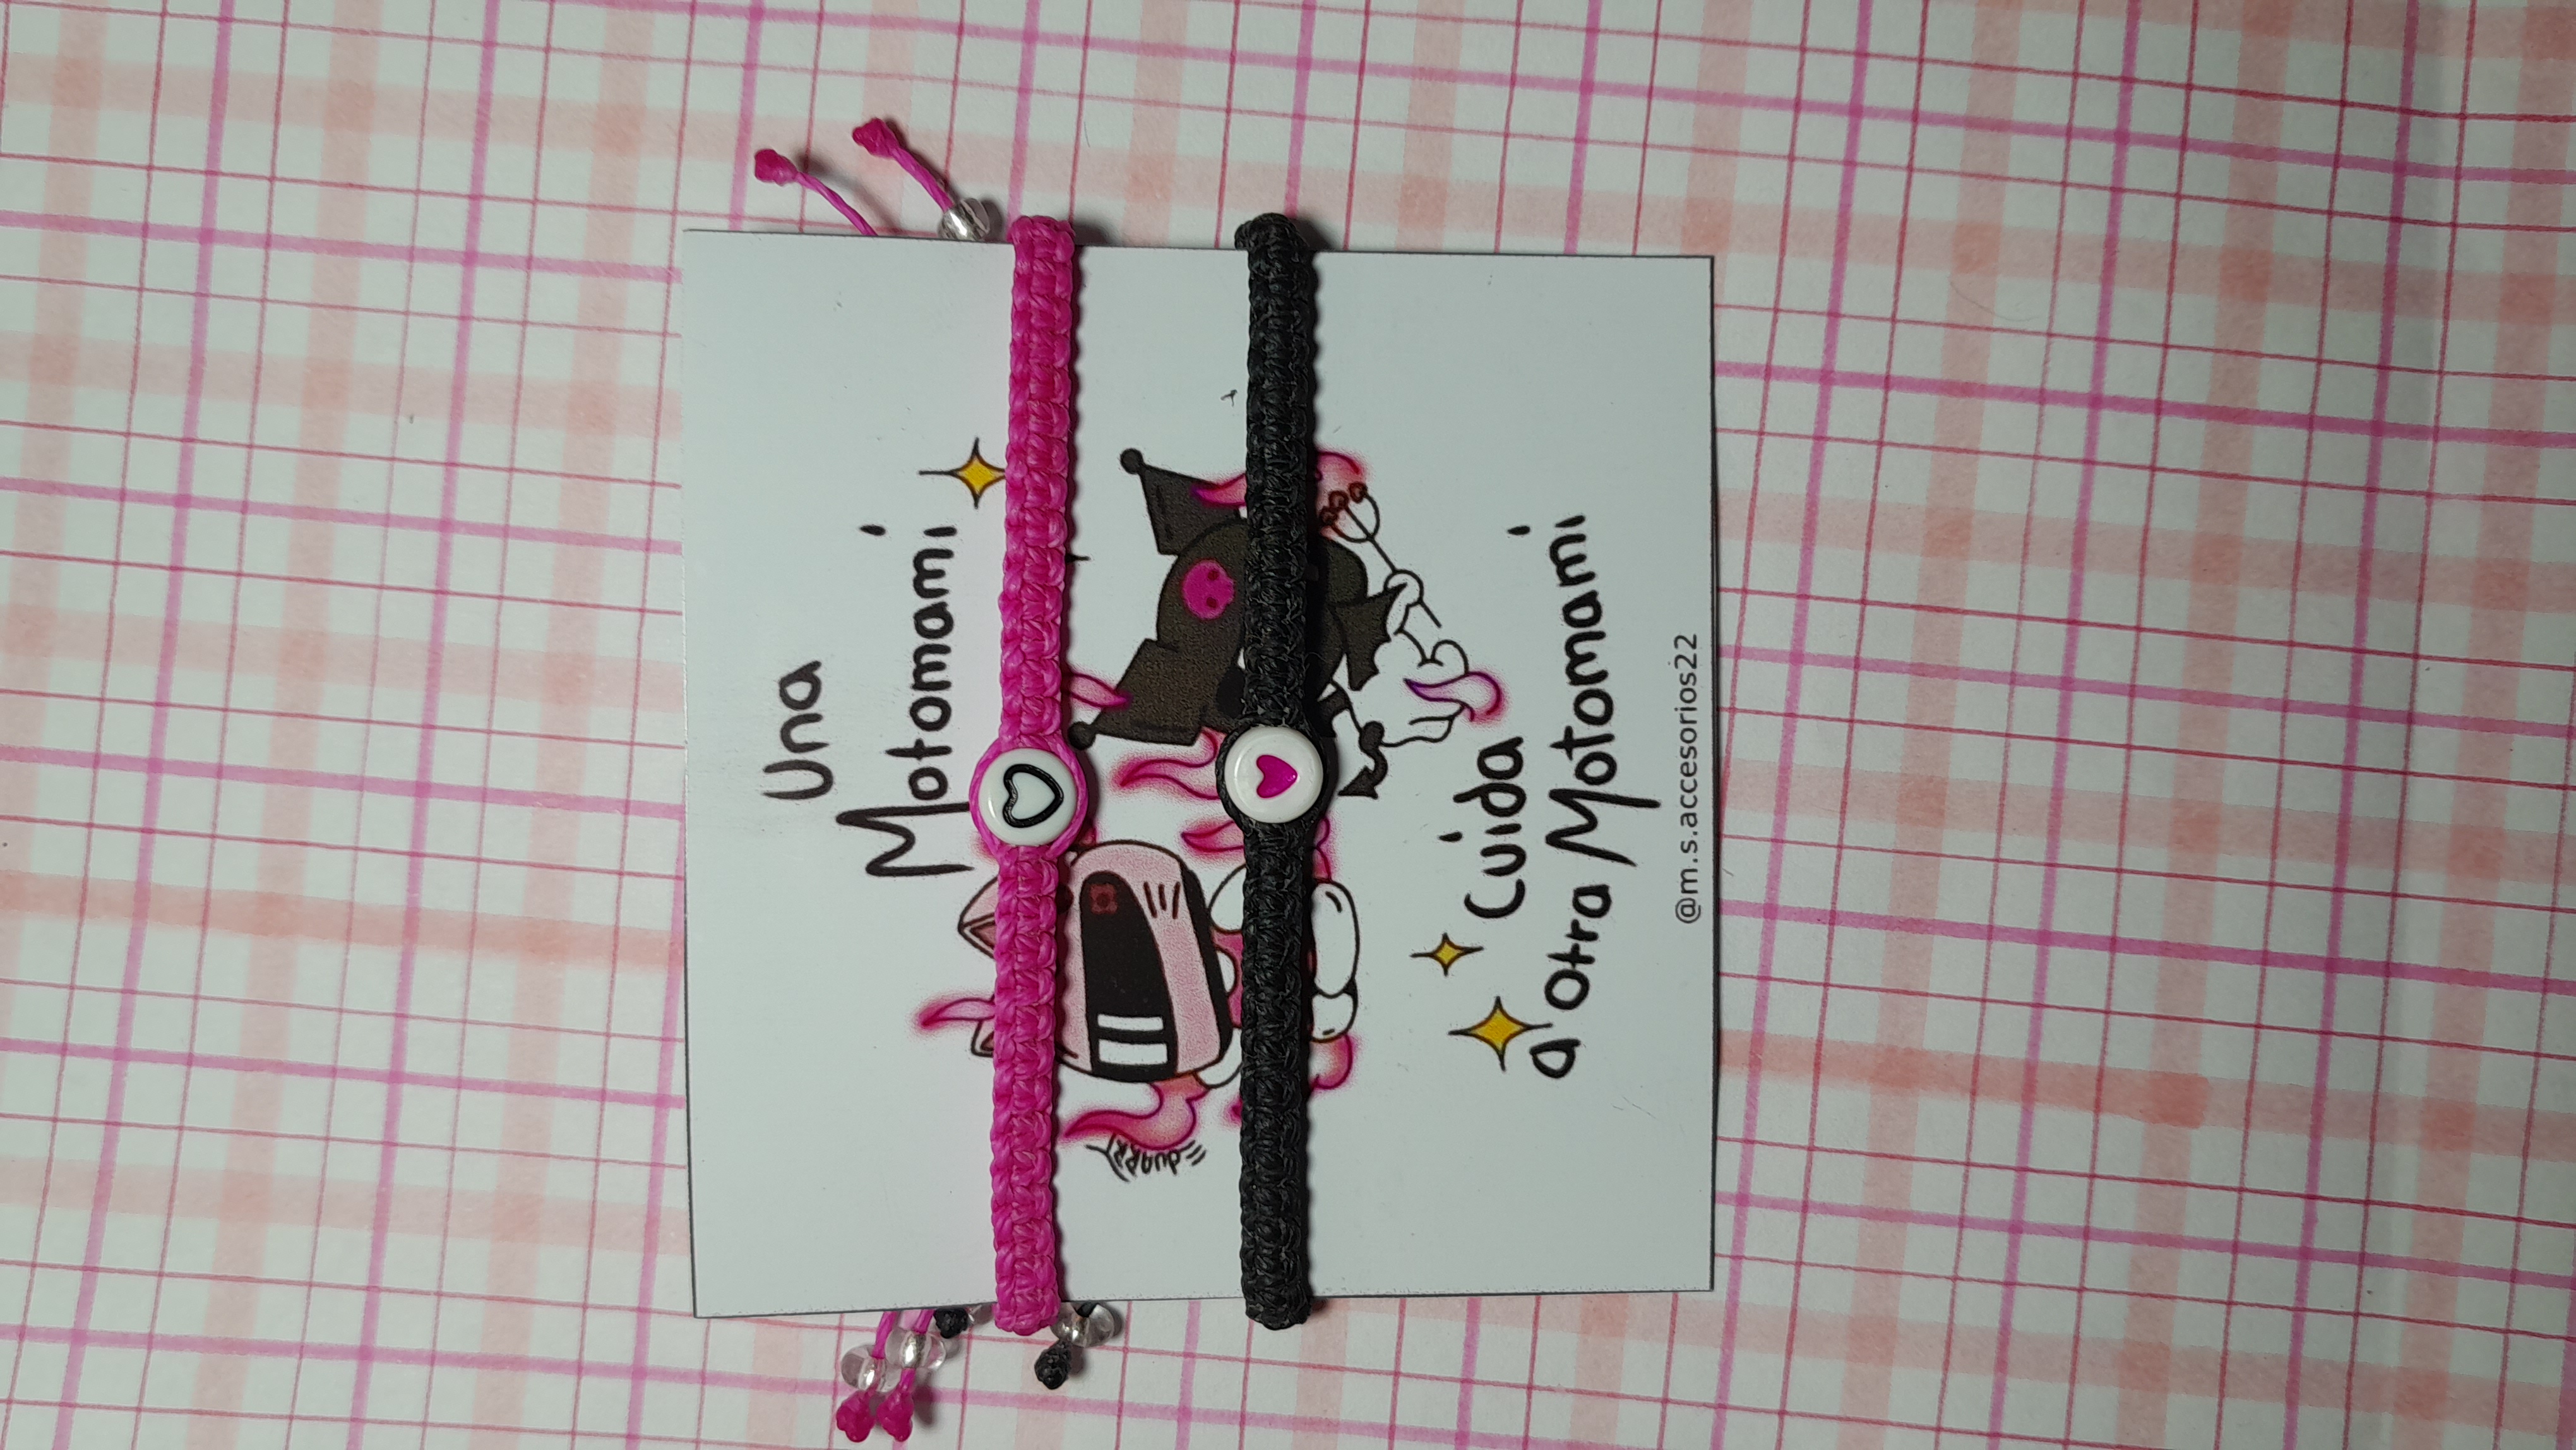 Una
Motomami
Cuida
a otra Motomami
@m.s.accesorios22